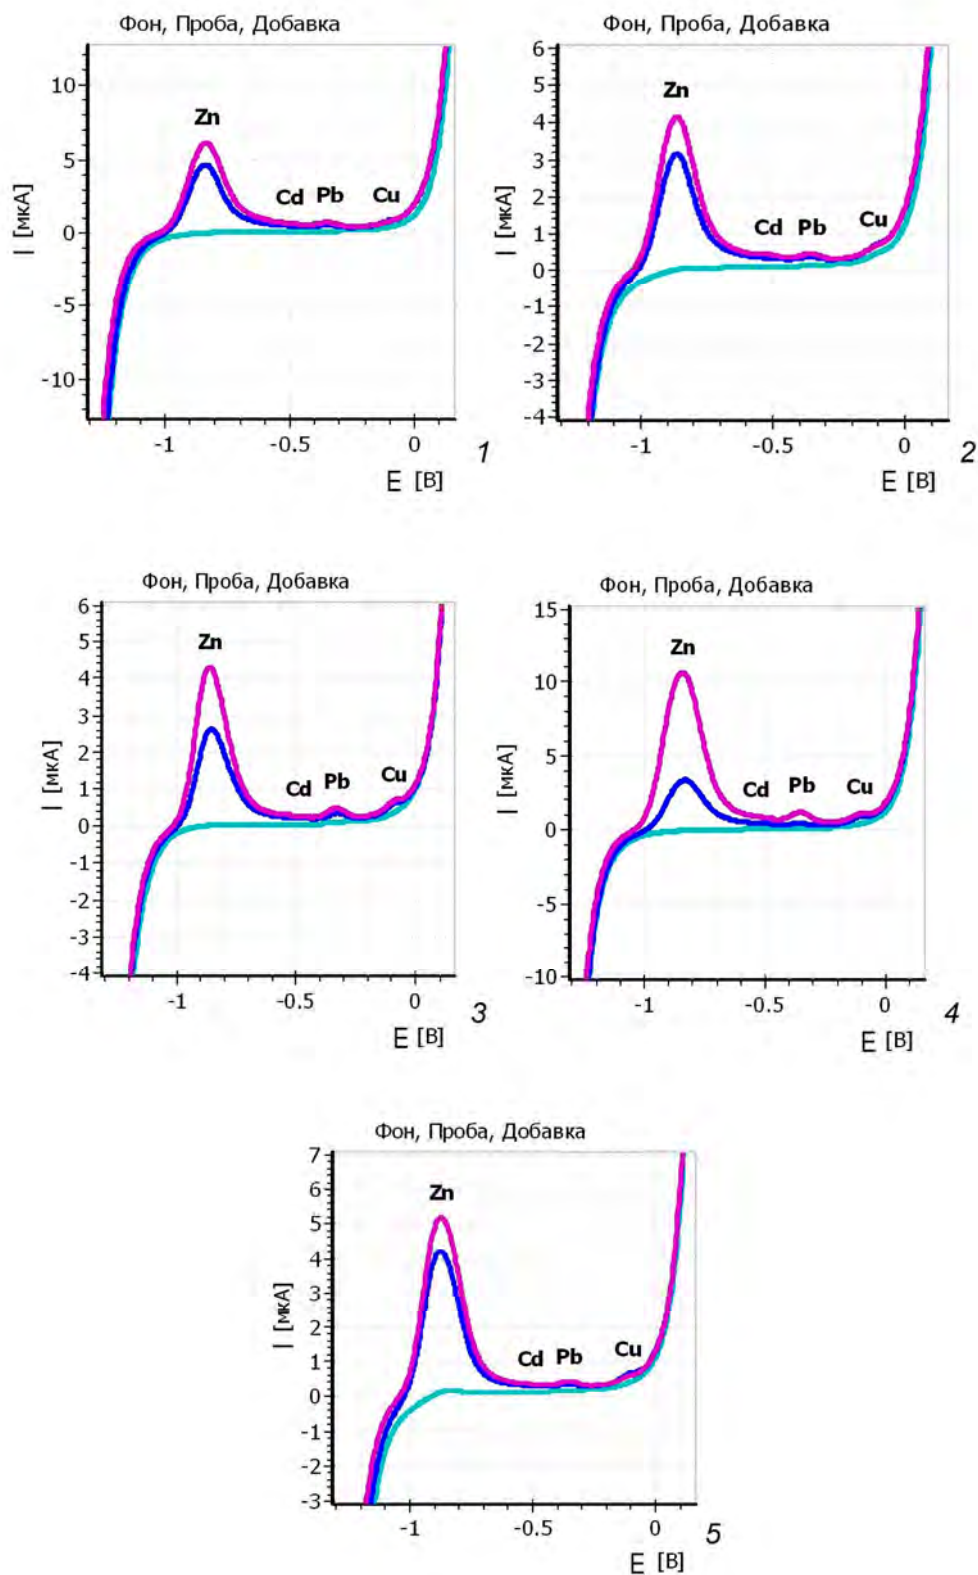 Фон, Проба, Добавка
10
5
0
-5
-10
I [мкА]
Zn
Cd Pb Cu
-1 -0.5 0
E [В]
1
Фон, Проба, Добавка
6
5
4
3
2
1
0
-1
-2
-3
-4
I [мкА]
Zn
Cd Pb Cu
-1 -0.5 0
E [В]
2
Фон, Проба, Добавка
6
5
4
3
2
1
0
-1
-2
-3
-4
I [мкА]
Zn
Cd Pb Cu
-1 -0.5 0
E [В]
3
Фон, Проба, Добавка
15
10
5
0
-5
-10
I [мкА]
Zn
Cd Pb Cu
-1 -0.5 0
E [В]
4
Фон, Проба, Добавка
7
6
5
4
3
2
1
0
-1
-2
-3
I [мкА]
Zn
Cd Pb Cu
-1 -0.5 0
E [В]
5